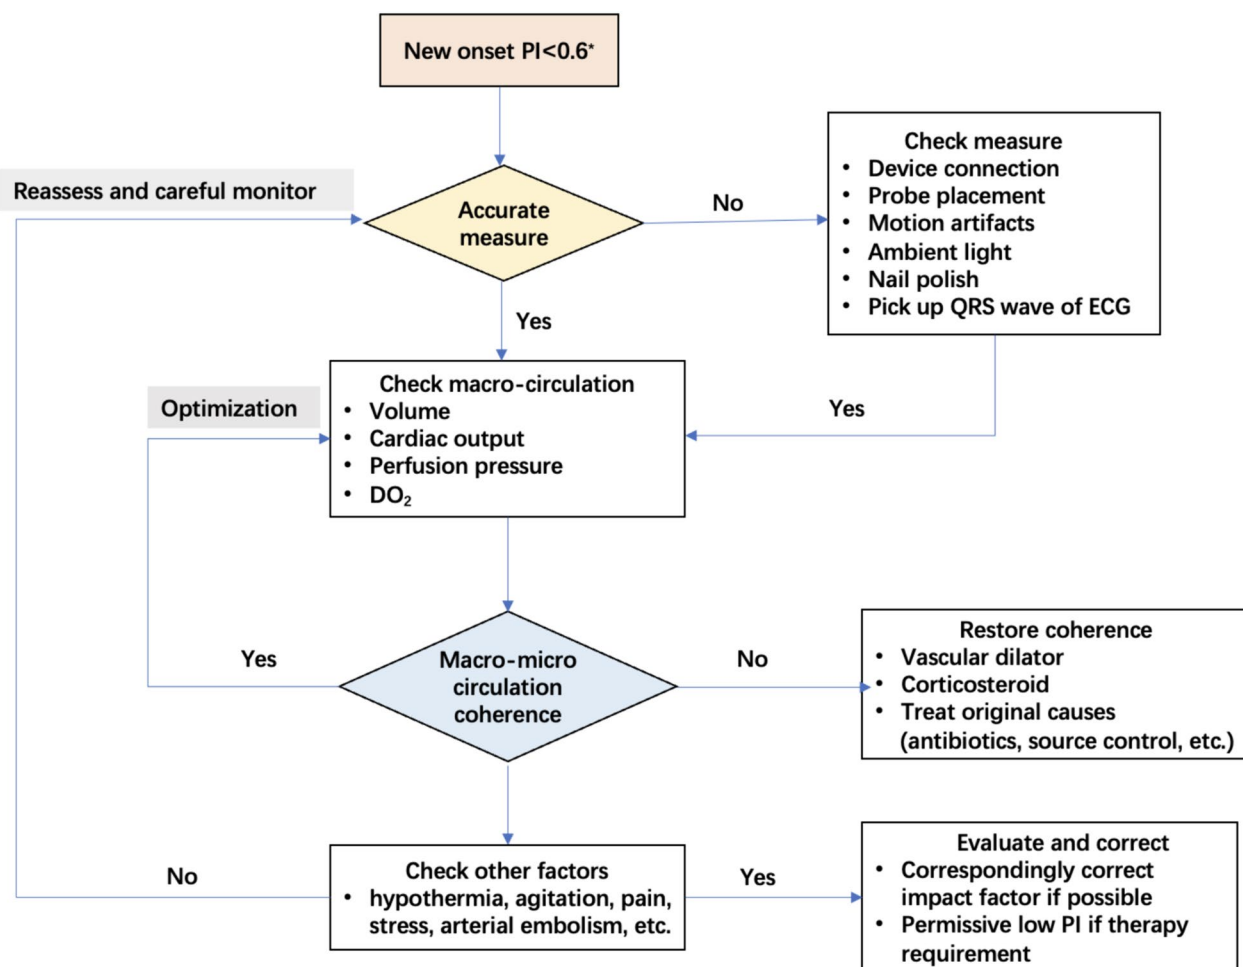 New onset PI<0.6*
Reassess and careful monitor
Accurate
measure
No
Check measure
• Device connection
• Probe placement
• Motion artifacts
• Ambient light
• Nail polish
• Pick up QRS wave of ECG
Yes
Optimization
Check macro-circulation
• Volume
• Cardiac output
• Perfusion pressure
• DO₂
Yes
Yes
Macro-micro
circulation
coherence
No
Restore coherence
• Vascular dilator
• Corticosteroid
• Treat original causes
(antibiotics, source control, etc.)
No
Check other factors
• hypothermia, agitation, pain,
stress, arterial embolism, etc.
Yes
Evaluate and correct
• Correspondingly correct
impact factor if possible
• Permissive low PI if therapy
requirement